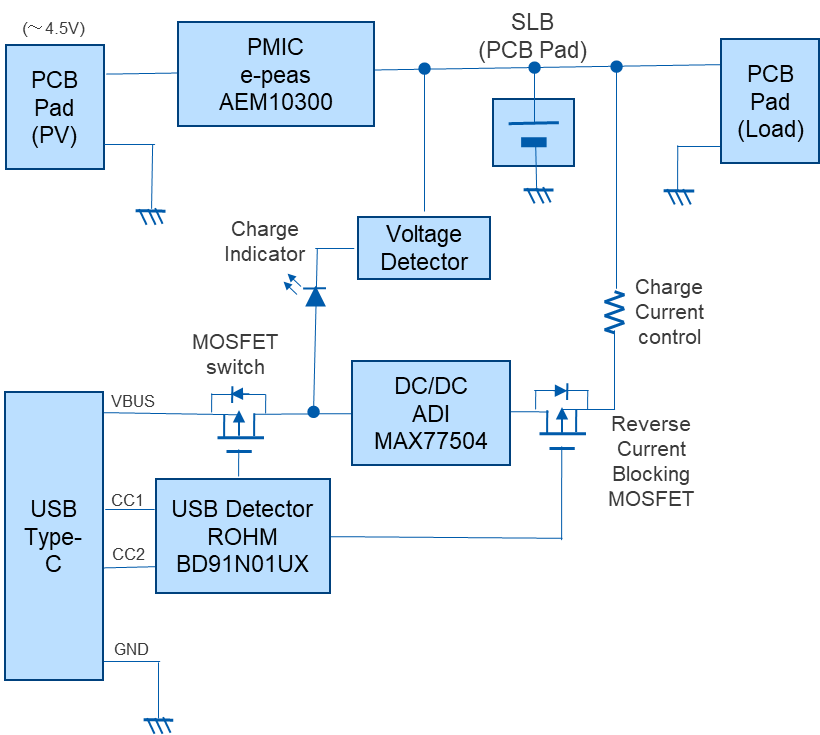 (～4.5V)
PCB
Pad
(PV)
PMIC
e-peas
AEM10300
SLB
(PCB Pad)
PCB
Pad
(Load)
Charge
Indicator
Voltage
Detector
Charge
Current
control
MOSFET
switch
DC/DC
ADI
MAX77504
Reverse
Current
Blocking
MOSFET
USB
Type-
C
VBUS
CC1
CC2
GND
USB Detector
ROHM
BD91N01UX